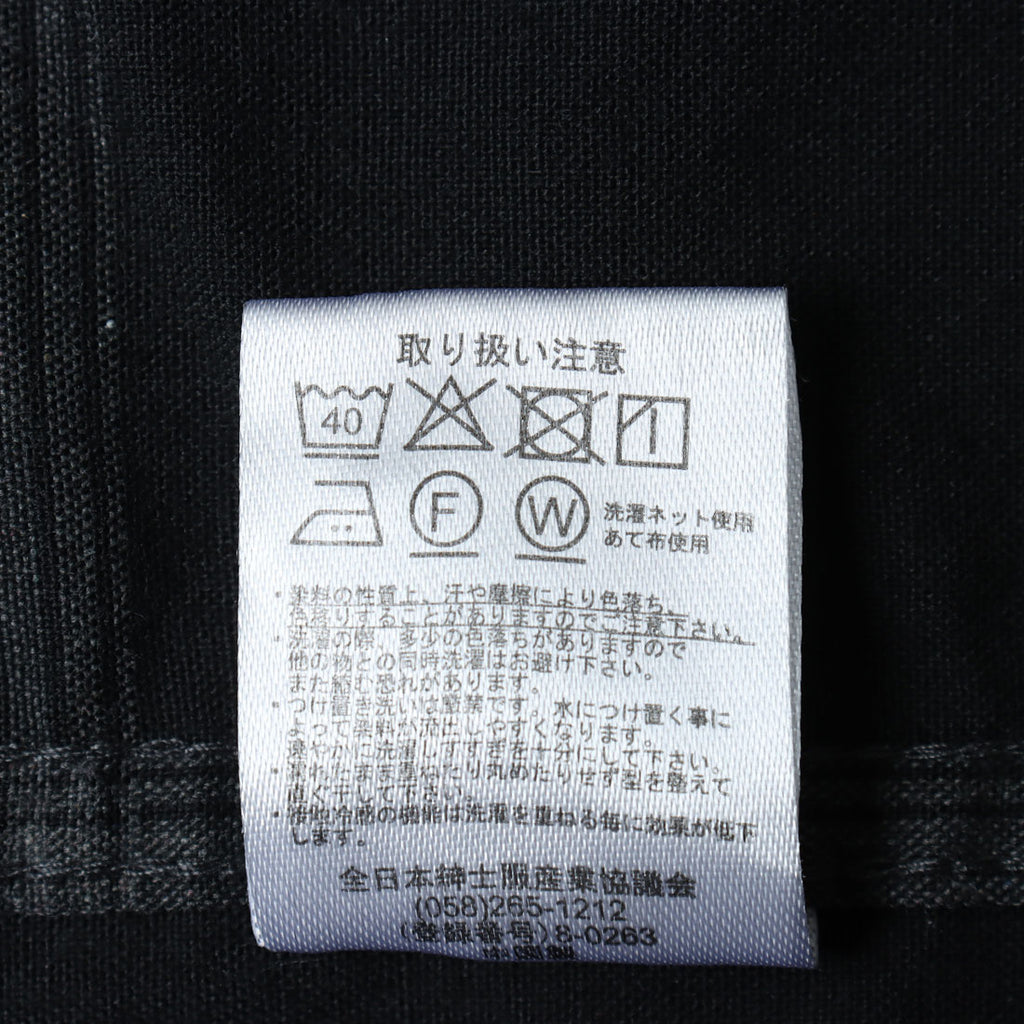 取り扱い注意
40
F W 洗濯ネット使用
あて布使用
・染料の性質上、汗や摩擦により色落ち、
色移りすることがありますのでご注意下さい。
・洗濯の際、多少の色落ちがありますので
他の物との同時洗濯はお避け下さい。
また縮む恐れがあります。
・つけ置き洗いは厳禁です。水につけ置く事に
よって染料が流出しやすくなります。
速やかに洗濯しすすぎを十分にして下さい。
・濡れたまま重ねたり丸めたりせず型を整えて
直ぐ干して下さい。
・接触冷感の機能は洗濯を重ねる毎に効果が低下
します。
全日本紳士服産業協議会
(058)265-1212
(登録番号)8-0263
中国製